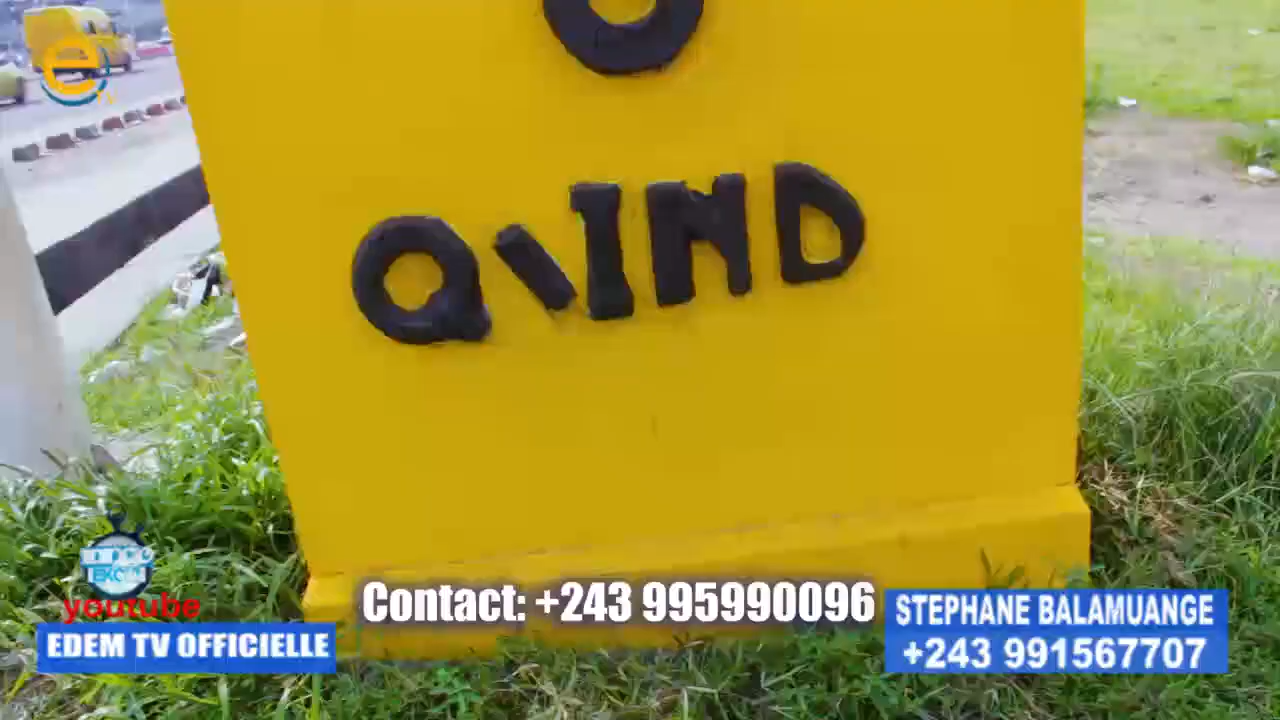 Q\IND
Contact: +243 995990096
STEPHANE BALAMUANGE
+243 991567707
youtube
EDEM TV OFFICIELLE